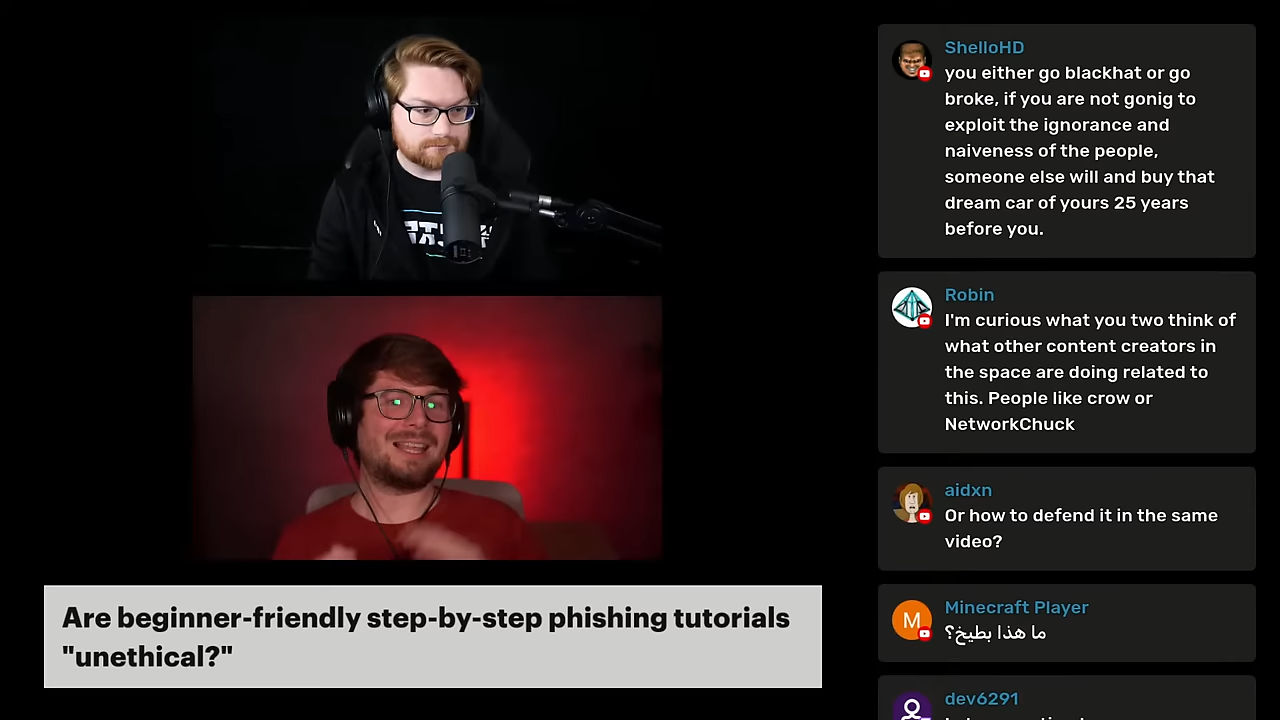 Are beginner-friendly step-by-step phishing tutorials
"unethical?"
ShelloHD
you either go blackhat or go
broke, if you are not gonig to
exploit the ignorance and
naiveness of the people,
someone else will and buy that
dream car of yours 25 years
before you.
Robin
I'm curious what you two think of
what other content creators in
the space are doing related to
this. People like crow or
NetworkChuck
aidxn
Or how to defend it in the same
video?
M
Minecraft Player
ما هذا بطيخ؟
dev6291